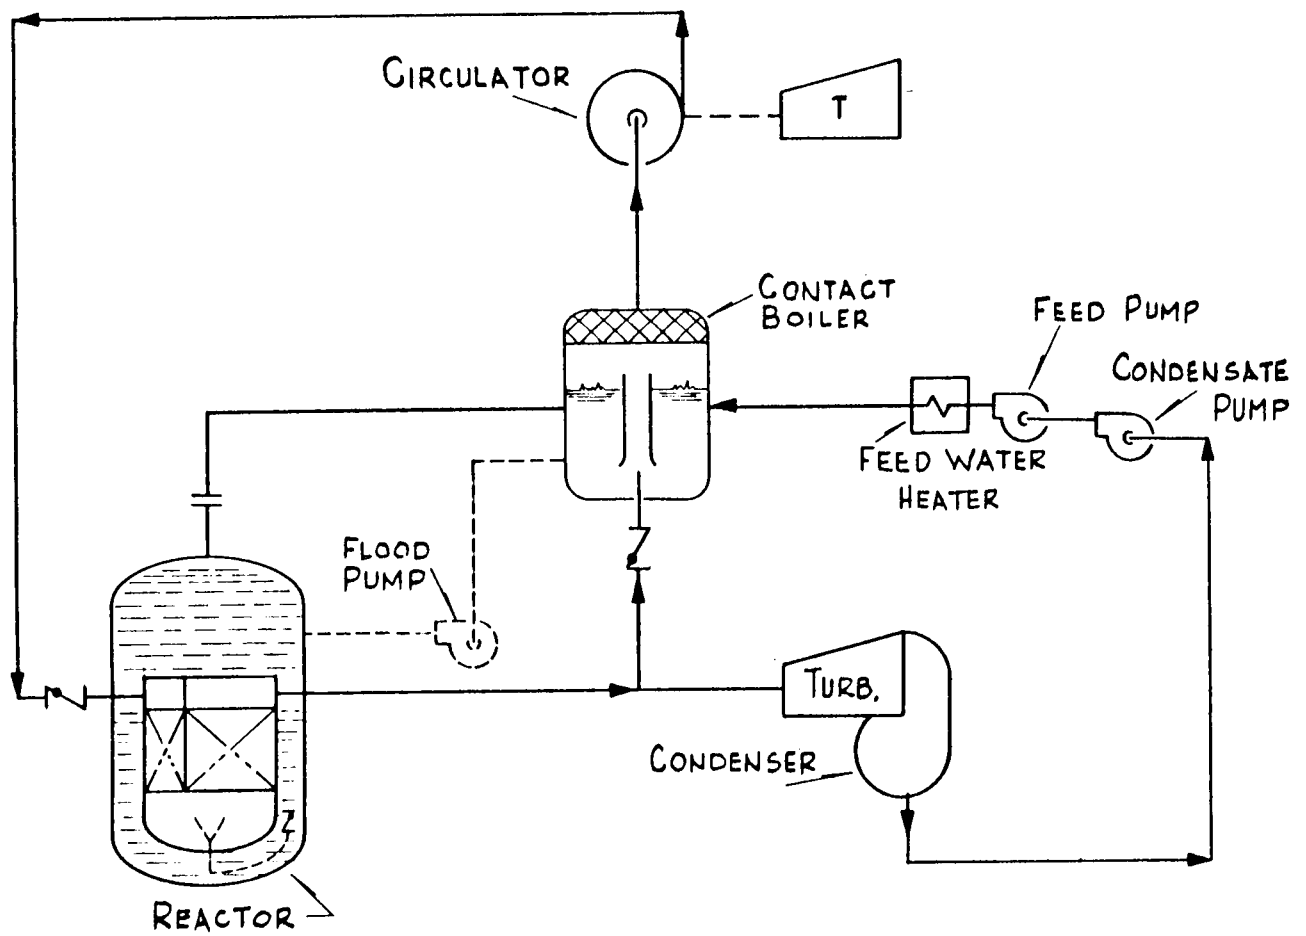 CIRCULATOR
T
CONTACT
BOILER
FEED PUMP
CONDENSATE
PUMP
FEED WATER
HEATER
FLOOD
PUMP
TURB.
CONDENSER
REACTOR